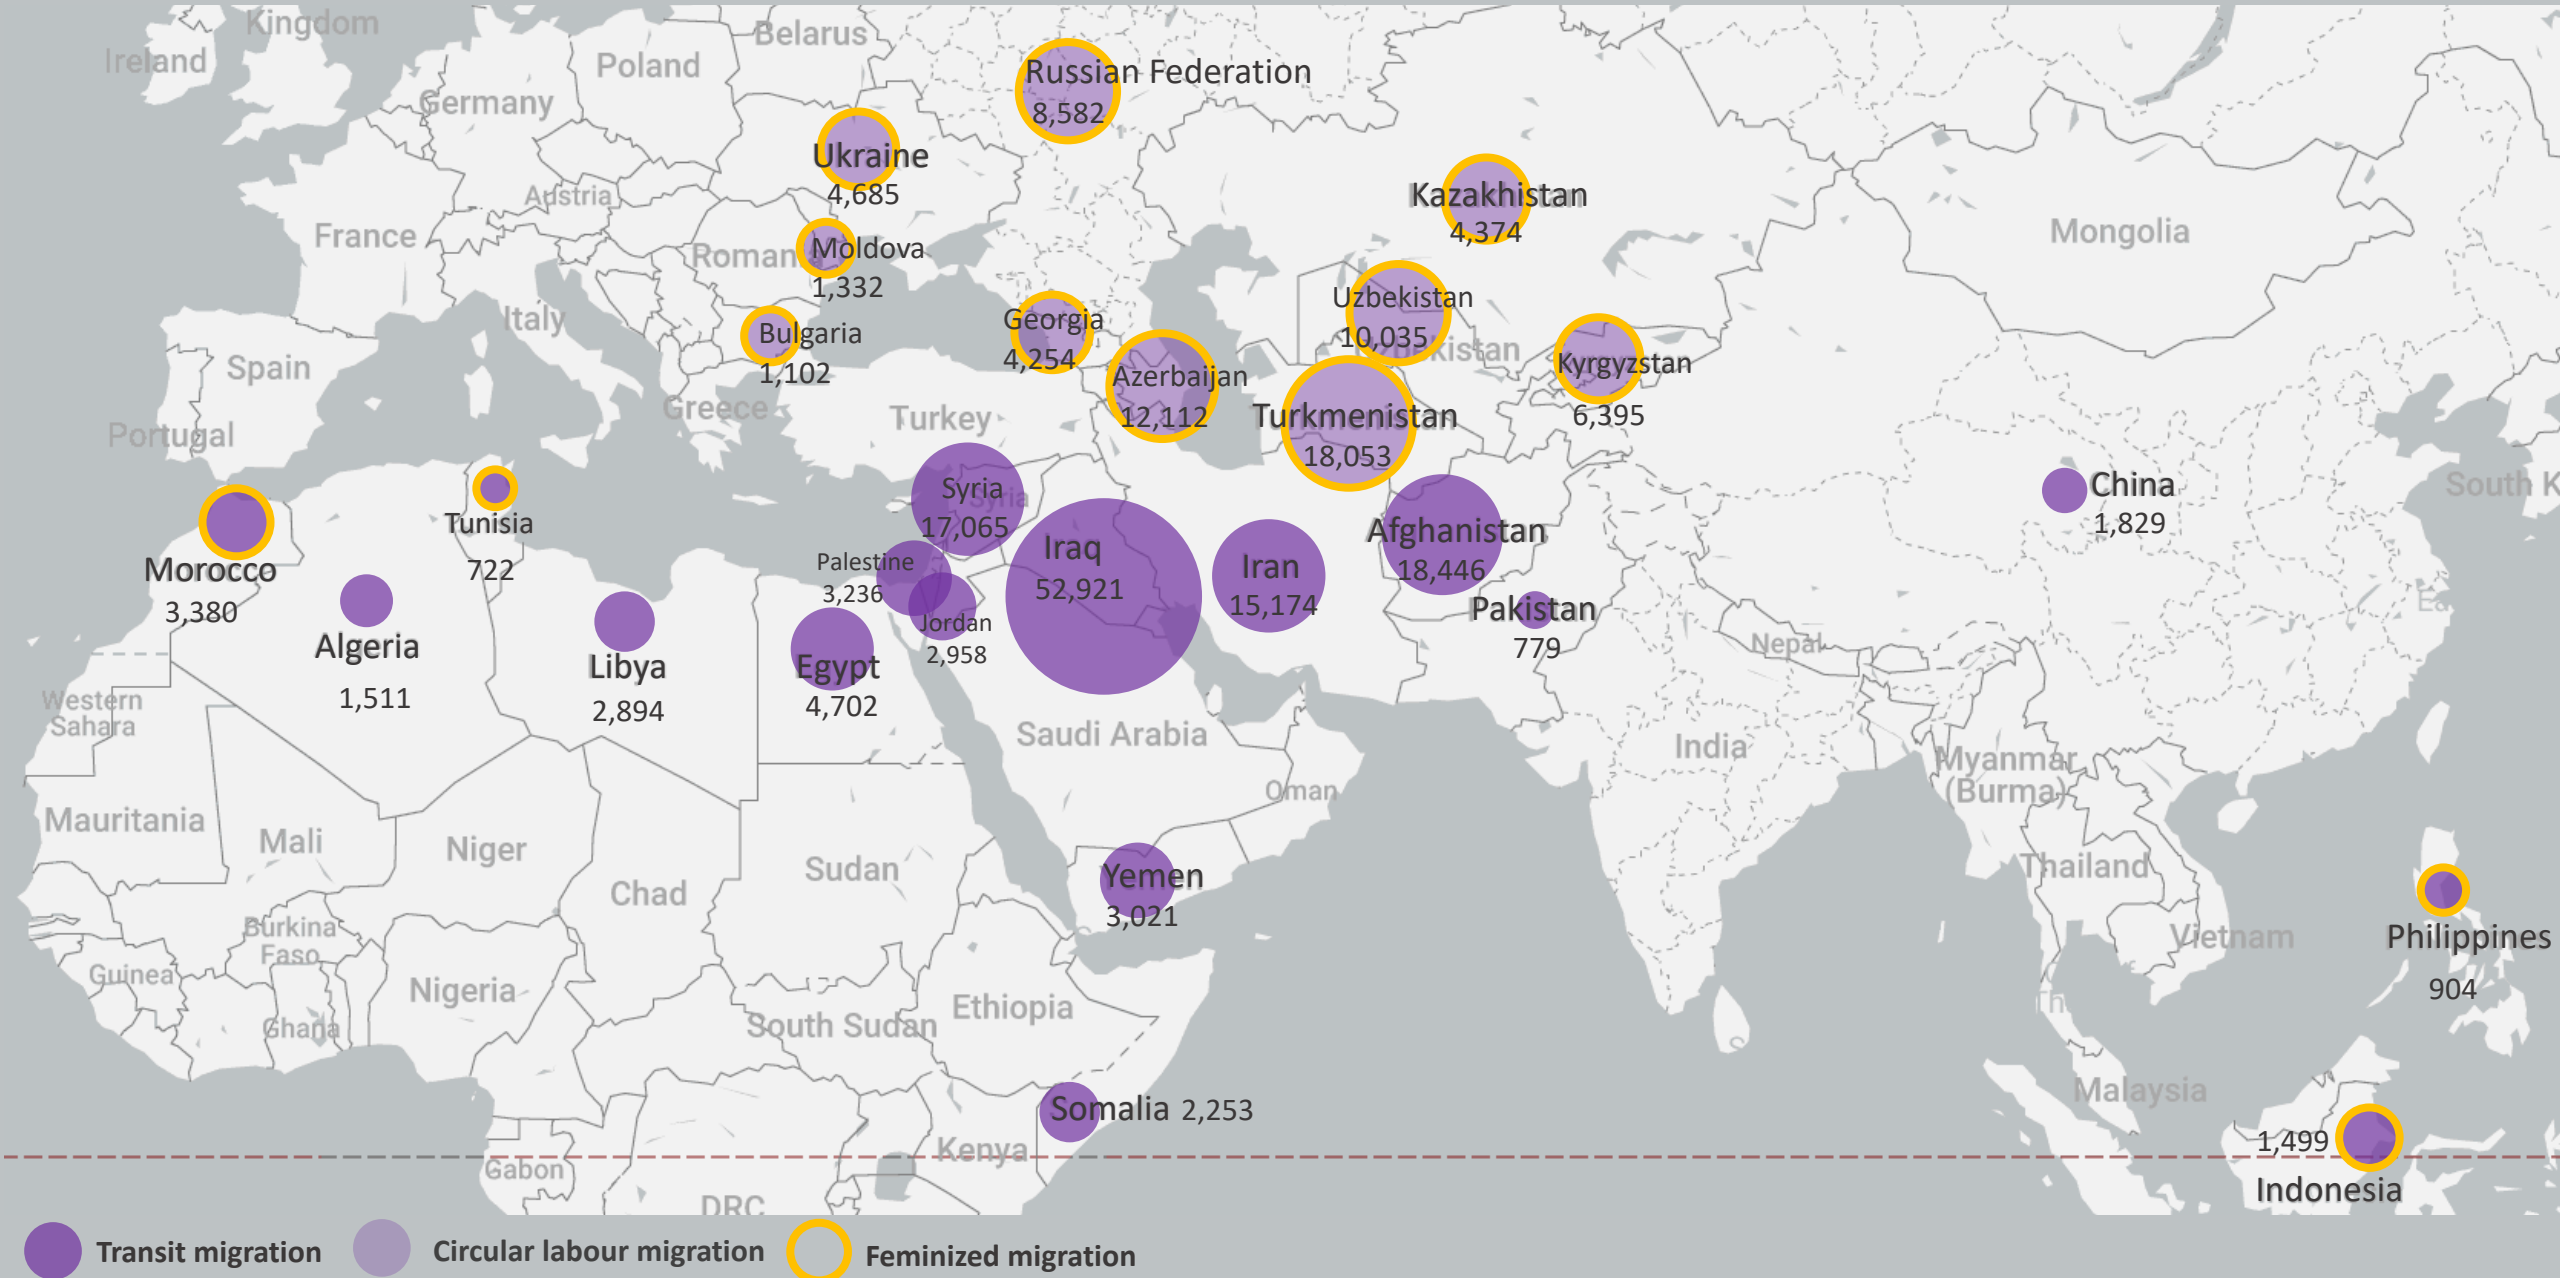 Kingdom
Ireland
Belarus
Poland
Germany
Russian Federation
8,582
Ukraine
4,685
Austria
Kazakhistan
4,374
France
Mongolia
Moldova
1,332
Uzbekistan
10,035
Italy
Georgia
4,254
Bulgaria
1,102
Kyrgyzstan
6,395
Spain
Azerbaijan
12,112
Greece
Turkey
Turkmenistan
18,053
Portugal
Syria
Syria
17,065
China
1,829
South K
Tunisia
722
Morocco
3,380
Afghanistan
18,446
Iraq
52,921
Iran
15,174
Palestine
3,236
Jordan
2,958
Pakistan
779
Algeria
1,511
Libya
2,894
Egypt
4,702
Nepal
Western
Sahara
Saudi Arabia
India
Myanmar
(Burma)
Oman
Mauritania
Mali
Niger
Chad
Sudan
Yemen
3,021
Thailand
Burkina
Faso
Vietnam
Philippines
904
Guinea
Nigeria
Ethiopia
Ghana
South Sudan
Malaysia
Somalia 2,253
Kenya
1,499
Indonesia
Gabon
DRC
Transit migration
Circular labour migration
Feminized migration